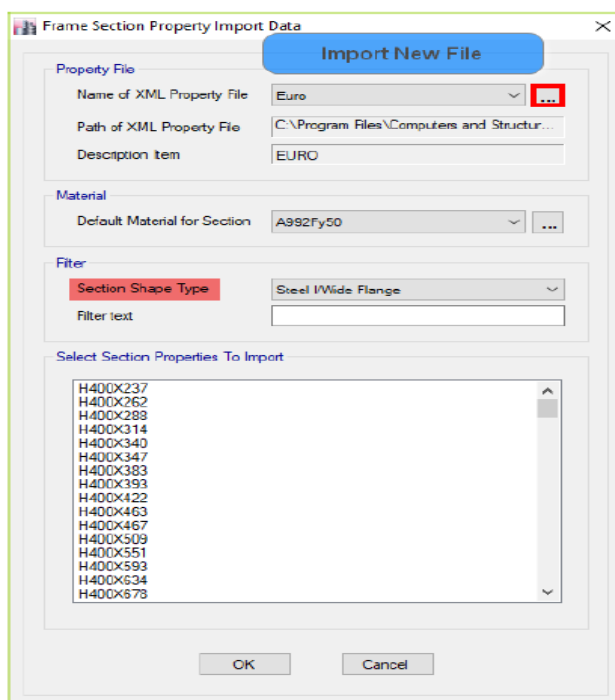 Frame Section Property Import Data
Import New File
Property File
Name of XML Property File
Euro
...
Path of XML Property File
C:\Program Files\Computers and Structur...
Description Item
EURO
Material
Default Material for Section
A992Fy50
...
Filter
Section Shape Type
Steel I/Wide Flange
Filter text
Select Section Properties To Import
H400X237
H400X262
H400X288
H400X314
H400X340
H400X347
H400X383
H400X393
H400X422
H400X463
H400X467
H400X509
H400X551
H400X593
H400X634
H400X678
OK
Cancel